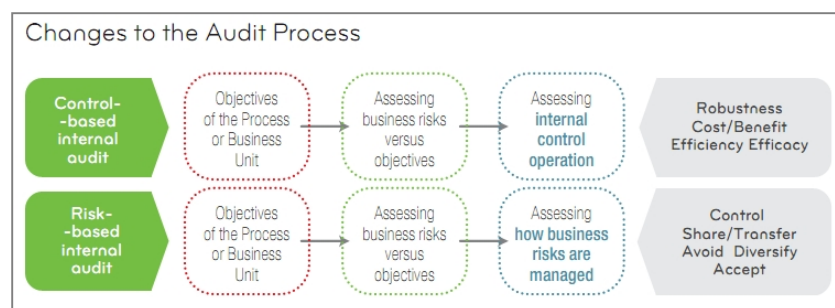 Changes to the Audit Process
Control-
-based
internal
audit
Objectives
of the Process
or Business
Unit
Assessing
business risks
versus
objectives
Assessing
internal
control
operation
Robustness
Cost/Benefit
Efficiency Efficacy
Risk-
-based
internal
audit
Objectives
of the Process
or Business
Unit
Assessing
business risks
versus
objectives
Assessing
how business
risks are
managed
Control
Share/Transfer
Avoid Diversify
Accept